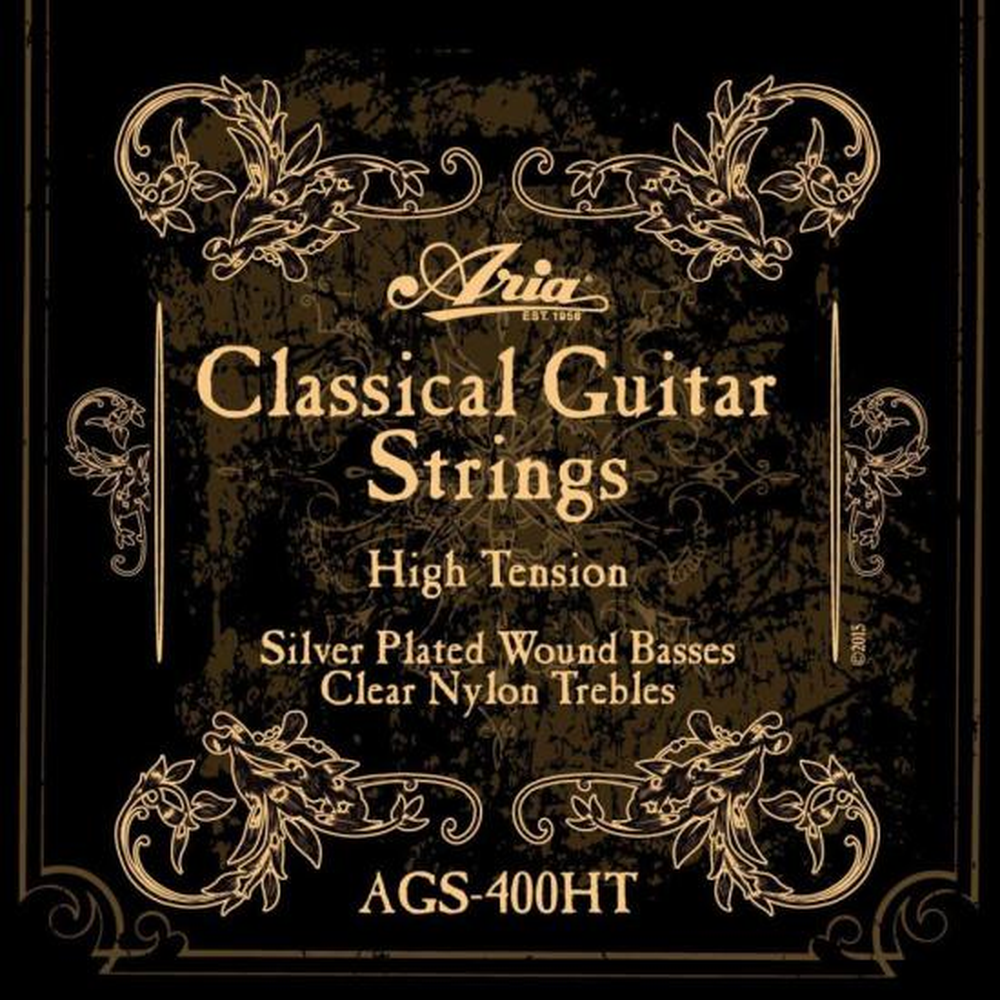 Aria
EST. 1956
Classical Guitar
Strings
High Tension
Silver Plated Wound Basses
Clear Nylon Trebles
©2015
AGS-400HT